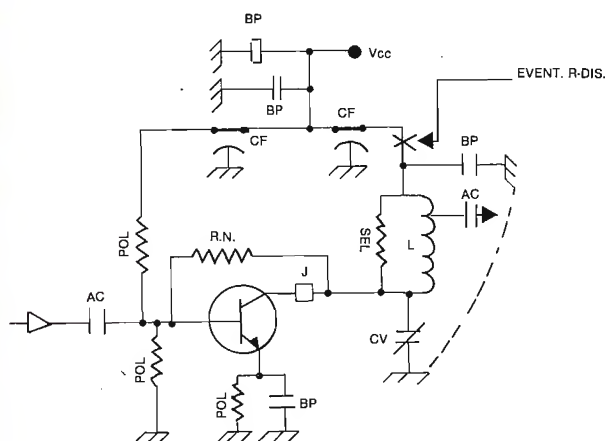 BP
Vcc
EVENT. R-DIS.
BP
CF
CF
BP
AC
POL
R.N.
SEL
L
J
AC
CV
POL
POL
BP